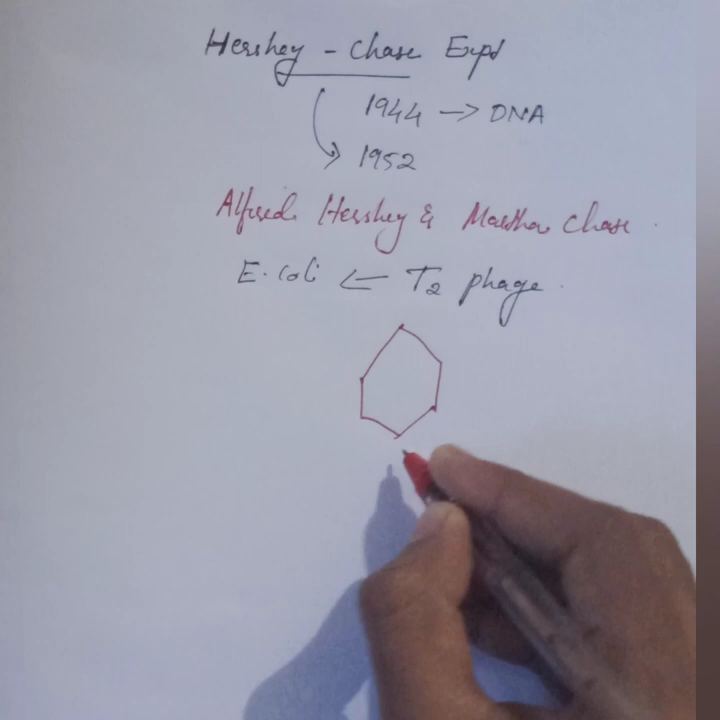 Hershey - Chase Expt
1944 → DNA
1952
Alfred Hershey & Martha Chase.
E. coli ← T2 phage.